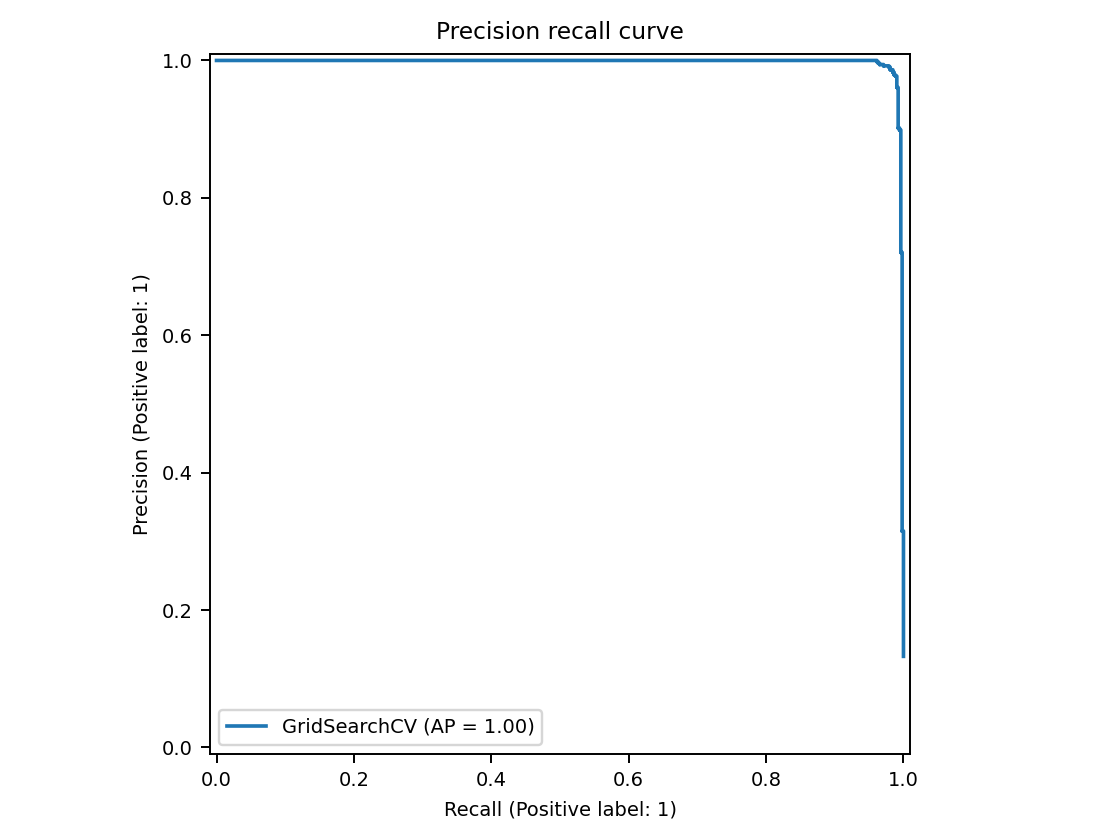 Precision recall curve
1.0
0.8
0.6
0.4
0.2
0.0
Precision (Positive label: 1)
GridSearchCV (AP = 1.00)
0.0 0.2 0.4 0.6 0.8 1.0
Recall (Positive label: 1)